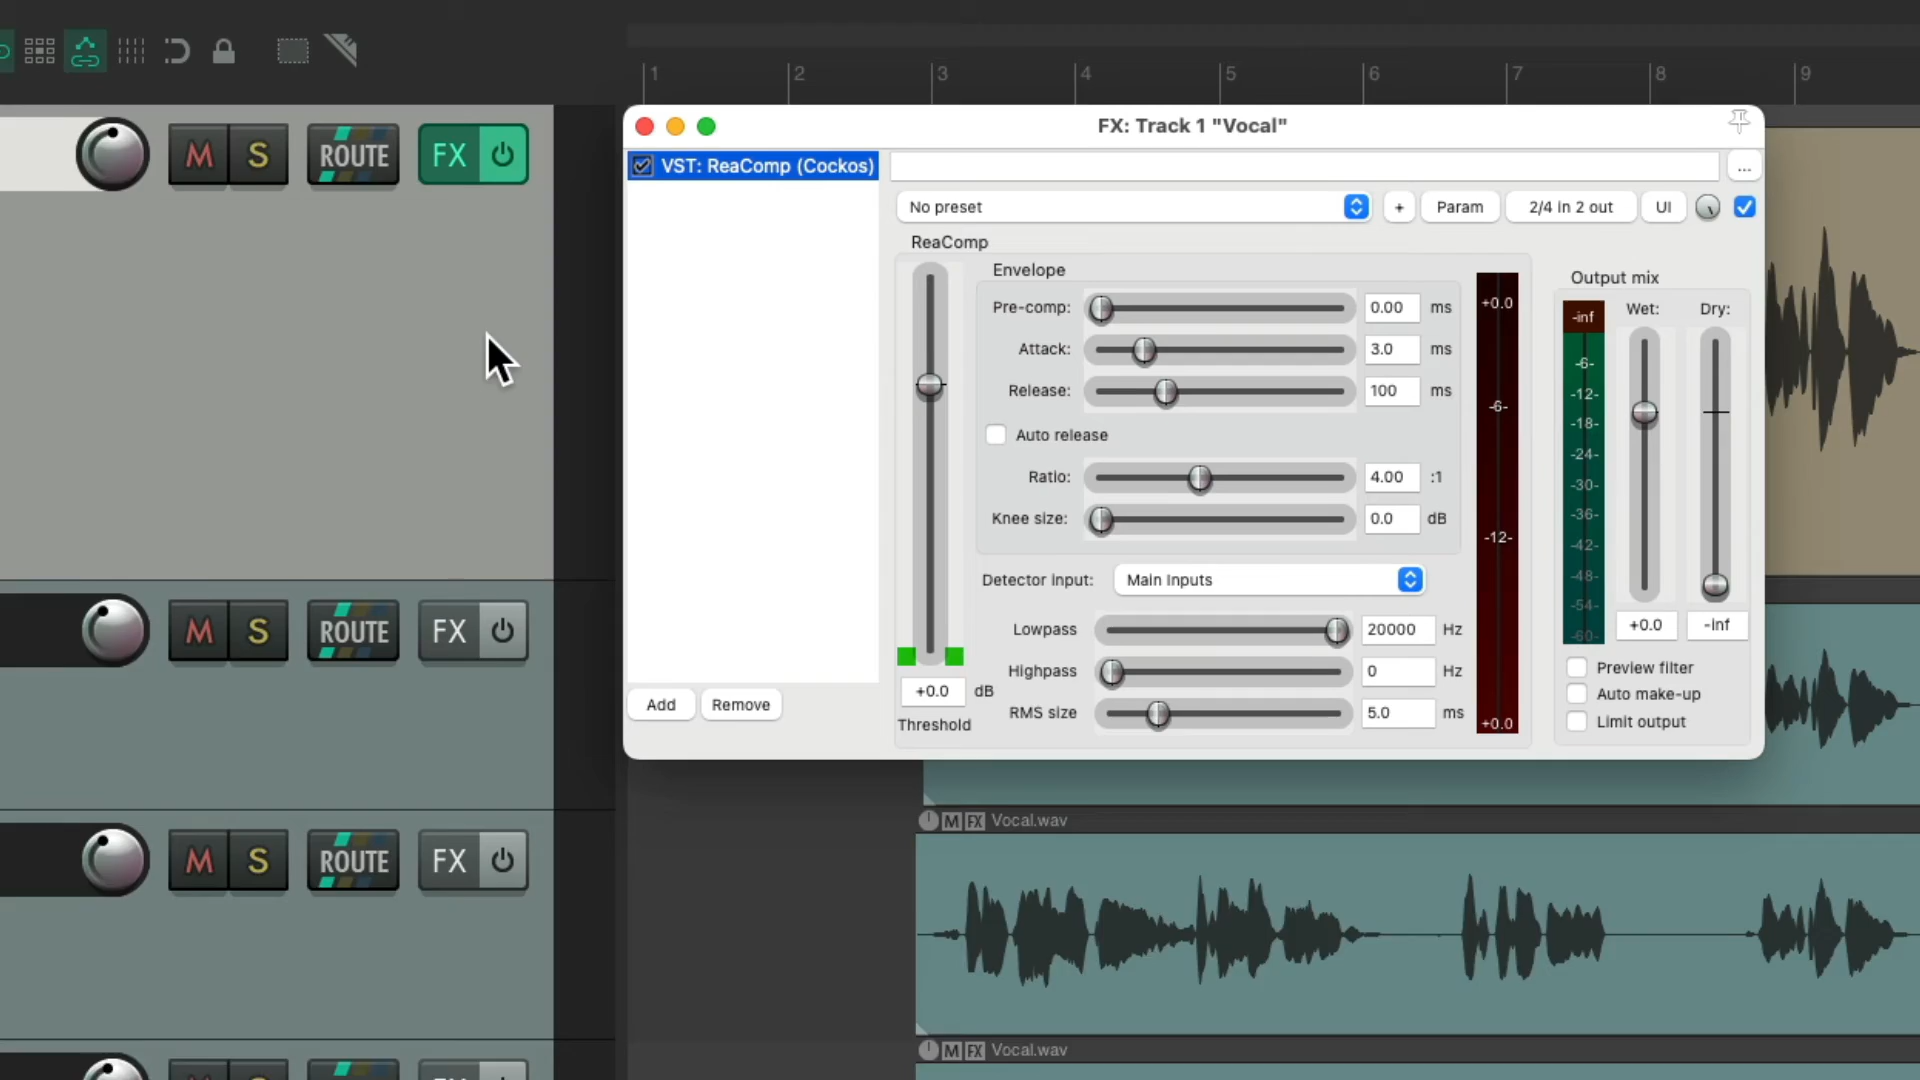 1 2 3 4 5 6 7 8 9
M S ROUTE FX
FX: Track 1 "Vocal"
VST: ReaComp (Cockos)
...
No preset
+
Param
2/4 in 2 out
UI
ReaComp
Envelope
Pre-comp: 0.00 ms
Attack: 3.0 ms
Release: 100 ms
Auto release
Ratio: 4.00 :1
Knee size: 0.0 dB
Detector input: Main Inputs
Lowpass 20000 Hz
Highpass 0 Hz
RMS size 5.0 ms
+0.0 dB
Threshold
+0.0
-6-
-12-
+0.0
Output mix
Wet: Dry:
-inf
-6-
-12-
-18-
-24-
-30-
-36-
-42-
-48-
-54-
-60-
+0.0 -inf
Preview filter
Auto make-up
Limit output
Add Remove
M S ROUTE FX
M FX Vocal.wav
M S ROUTE FX
M FX Vocal.wav